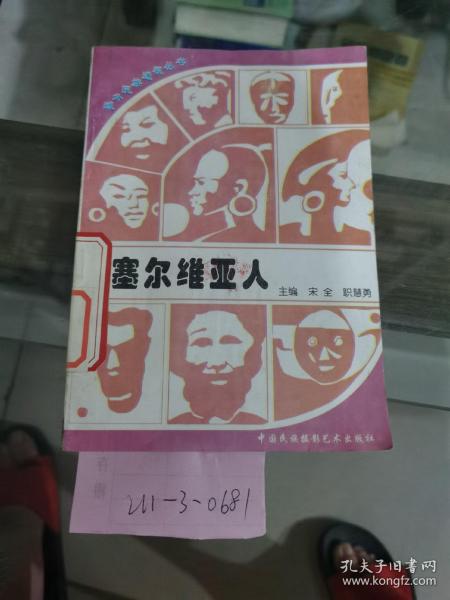 塞尔维亚人
主编 宋全 职慧勇
中国民族摄影艺术出版社
211-3-0681
孔夫子旧书网
www.kongfz.com